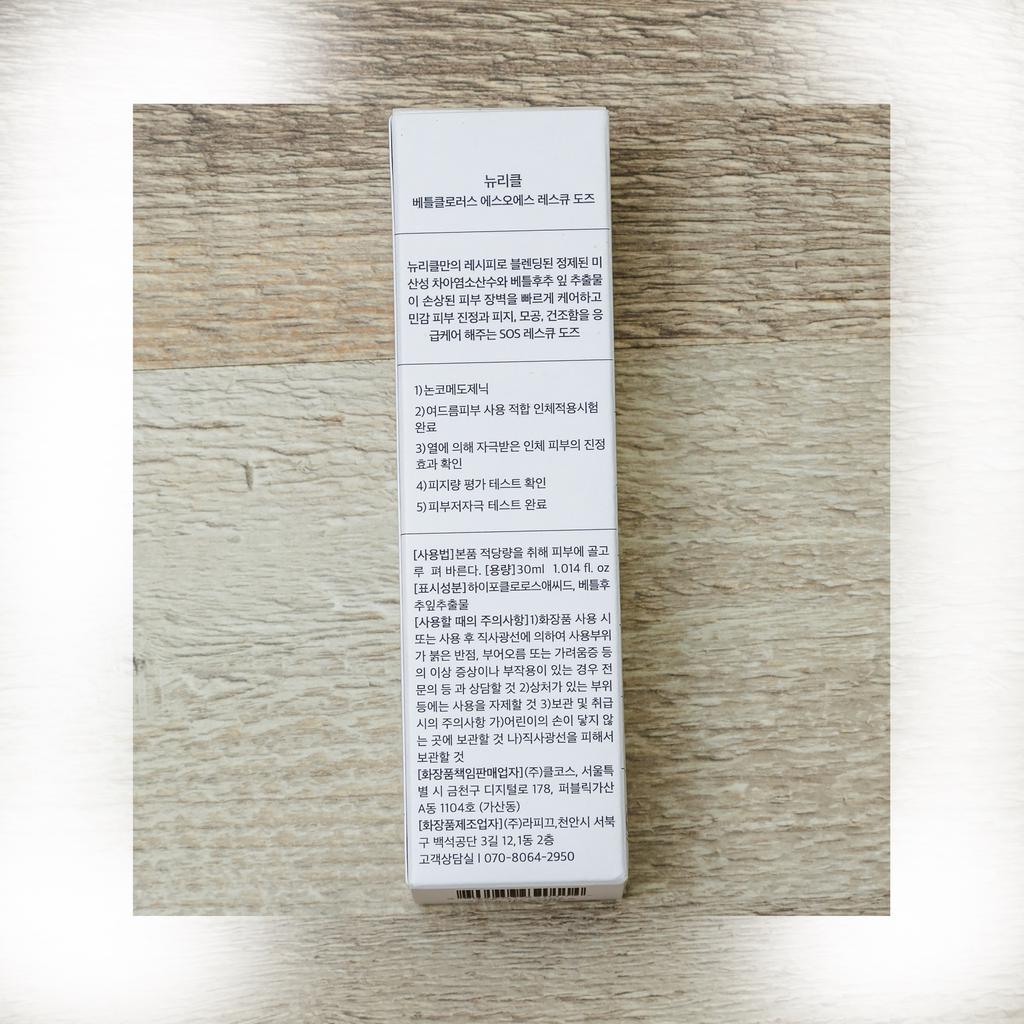 뉴리클
베틀클로러스 에스오에스 레스큐 도즈
뉴리클만의 레시피로 블렌딩된 정제된 미
산성 차아염소산수와 베틀후추 잎 추출물
이 손상된 피부 장벽을 빠르게 케어하고
민감 피부 진정과 피지, 모공, 건조함을 응
급케어 해주는 SOS 레스큐 도즈
1)논코메도제닉
2)여드름피부 사용 적합 인체적용시험
완료
3)열에 의해 자극받은 인체 피부의 진정
효과 확인
4)피지량 평가 테스트 확인
5)피부저자극 테스트 완료
[사용법]본품 적당량을 취해 피부에 골고
루 펴 바른다. [용량]30ml 1.014 fl. oz
[표시성분]하이포클로로스애씨드, 베틀후
추잎추출물
[사용할 때의 주의사항]1)화장품 사용 시
또는 사용 후 직사광선에 의하여 사용부위
가 붉은 반점, 부어오름 또는 가려움증 등
의 이상 증상이나 부작용이 있는 경우 전
문의 등 과 상담할 것 2)상처가 있는 부위
등에는 사용을 자제할 것 3)보관 및 취급
시의 주의사항 가)어린이의 손이 닿지 않
는 곳에 보관할 것 나)직사광선을 피해서
보관할 것
[화장품책임판매업자](주)클코스, 서울특
별 시 금천구 디지털로 178, 퍼블릭가산
A동 1104호 (가산동)
[화장품제조업자](주)라피끄,천안시 서북
구 백석공단 3길 12,1동 2층
고객상담실 l 070-8064-2950